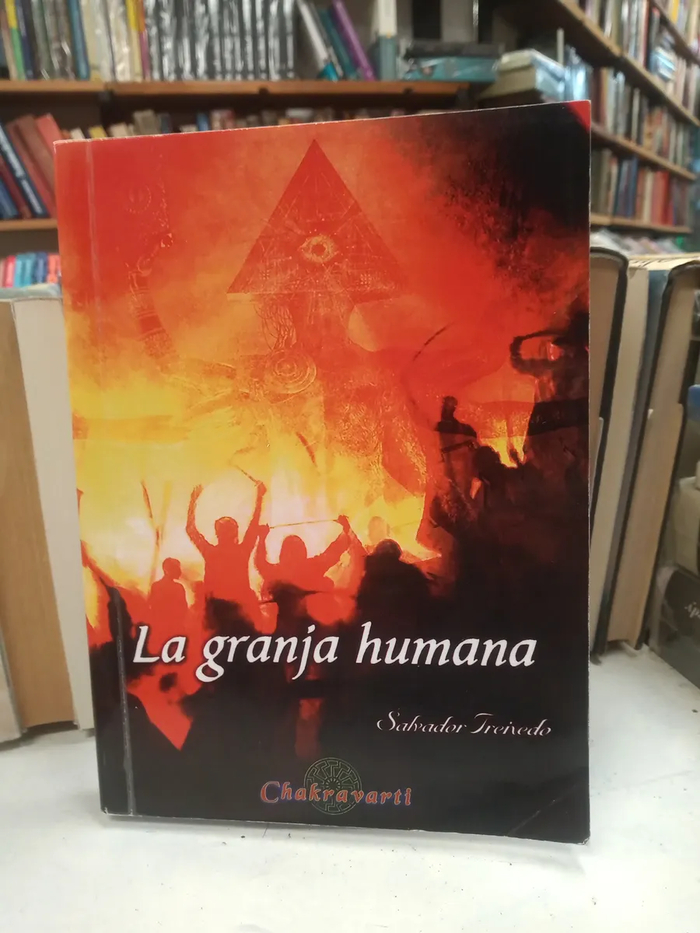 La granja humana
Salvador Freixedo
Chakravarti